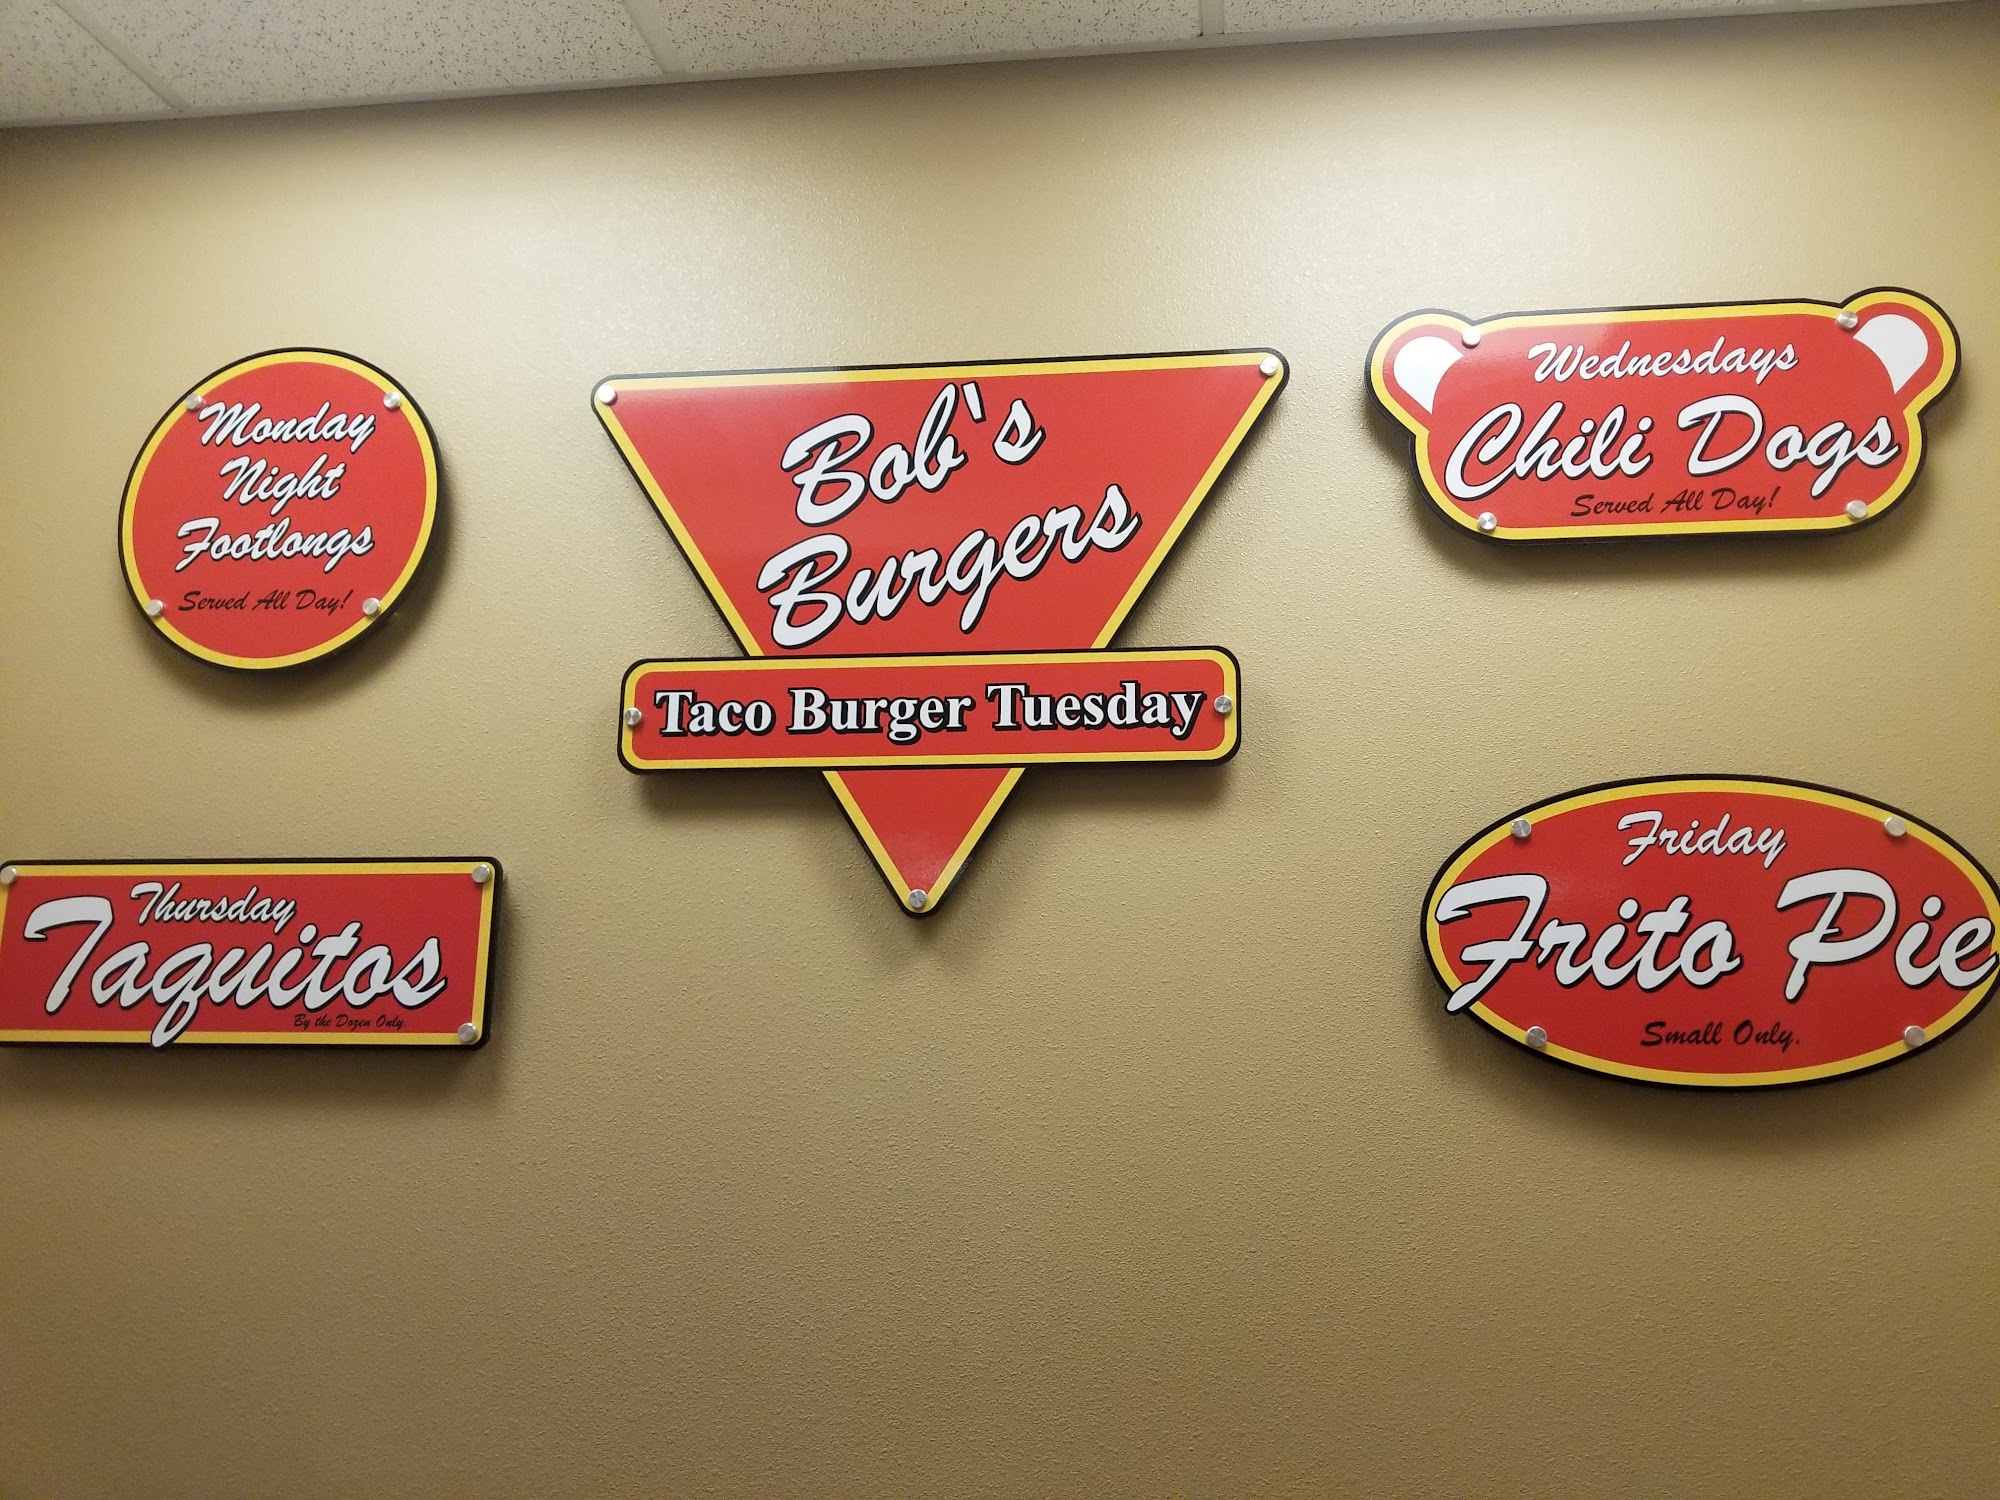 Monday
Night
Footlongs
Served All Day!
Bob's
Burgers
Taco Burger Tuesday
Wednesdays
Chili Dogs
Served All Day!
Thursday
Taquitos
By the Dozen Only.
Friday
Frito Pie
Small Only.